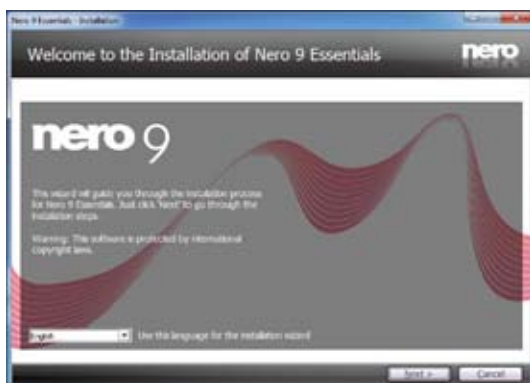 Nero 9 Essentials - Installation
Welcome to the Installation of Nero 9 Essentials
nero
nero 9
This wizard will guide you through the installation process
for Nero 9 Essentials. Just click 'Next' to go through the
installation steps.
Warning: This software is protected by international
copyright laws.
English
Use this language for the installation wizard
Next >
Cancel